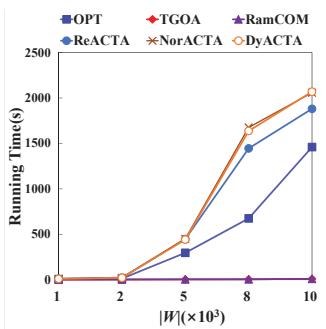 OPT TGOA RamCOM
ReACTA NorACTA DyACTA
2500
2000
1500
1000
500
0
Running Time(s)
1 2 5 8 10
|W|(×10³)